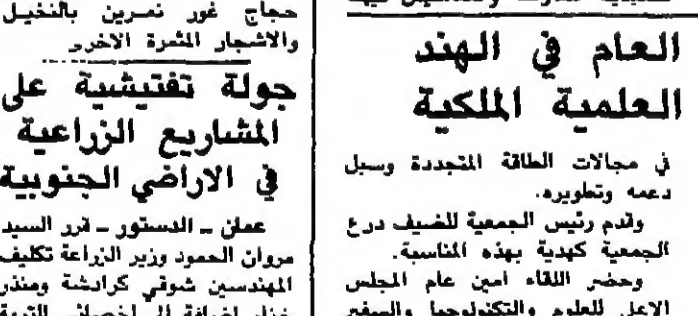 العام في الهند
العلمية الملكية
في مجالات الطاقة المتجددة وسبل
دعمه وتطويره.
وقدم رئيس الجمعية للضيف درع
الجمعية كهدية بهذه المناسبة.
وحضر اللقاء امين عام المجلس
الاعلى للعلوم والتكنولوجيا والسفير
حجاج غور نمرين بالنخيل
والاشجار المثمرة الاخرى
جولة تفتيشية على
المشاريع الزراعية
في الاراضي الجنوبية
عمان ـ الدستور ـ قرر السيد
مروان الحمود وزير الزراعة تكليف
المهندسين شوقي كرادشة ومنذر
اضافة الى التربة